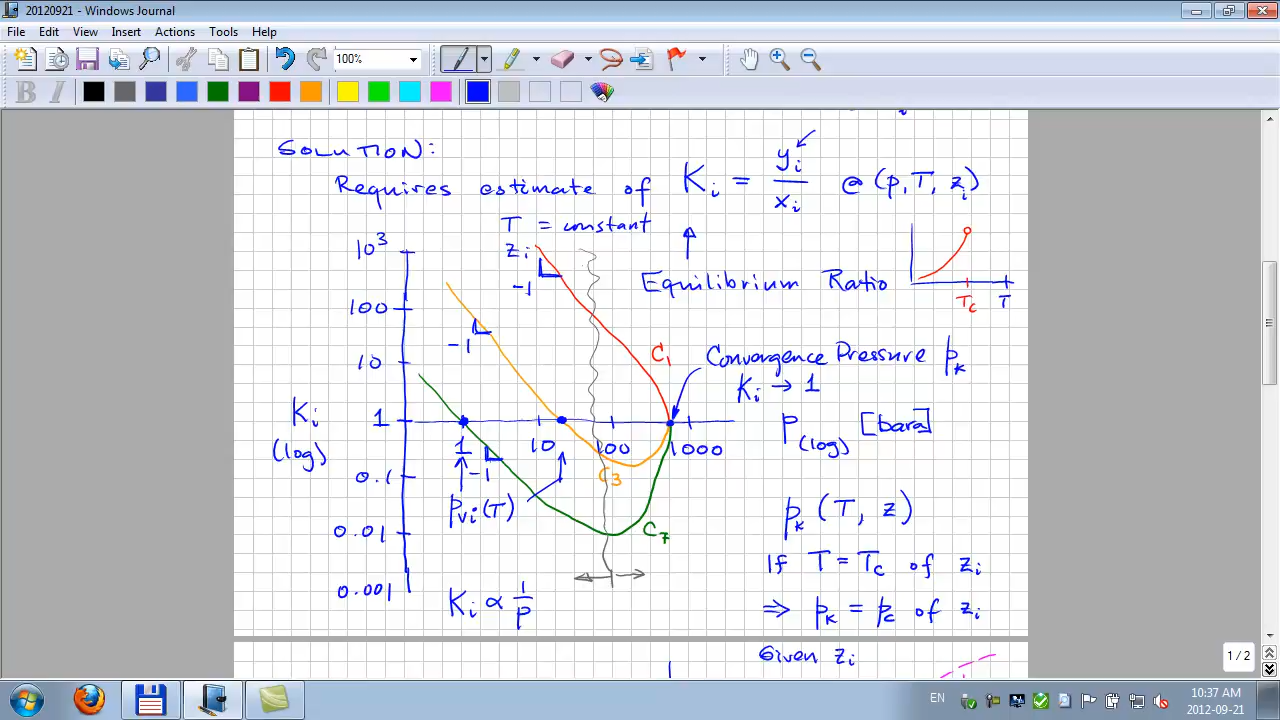 20120921 - Windows Journal
File Edit View Insert Actions Tools Help
100%
B I
SOLUTION:
Requires estimate of Ki = yi / xi @ (p, T, zi)
T = constant
zi
10³
100
10
1
0.1
0.01
0.001
Ki
(log)
-1
-1
-1
C1
C3
C7
1 10 100 1000
pvi(T)
Ki ∝ 1/p
Equilibrium Ratio
Tc T
Convergence Pressure pk
Ki → 1
p (log) [bara]
pk (T, z)
If T = Tc of zi
⇒ pk = pc of zi
Given zi
1 / 2
EN
10:37 AM
2012-09-21